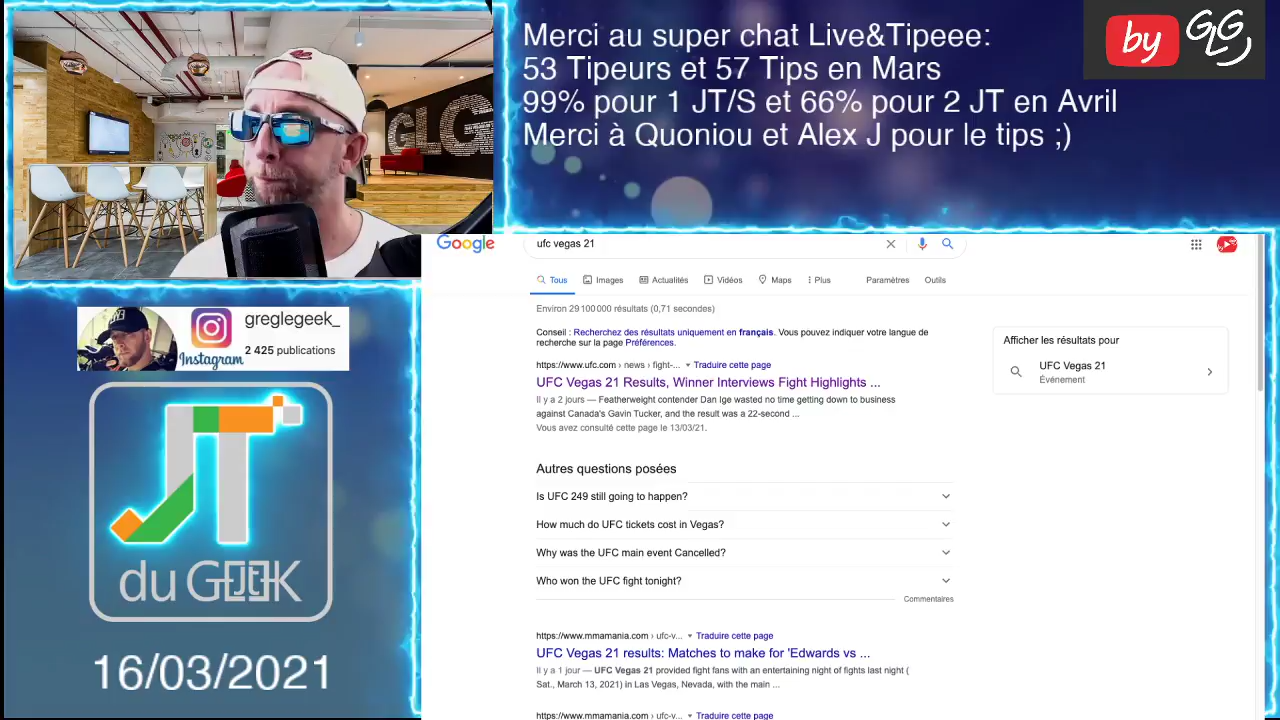 Merci au super chat Live&Tipeee:
53 Tipeurs et 57 Tips en Mars
99% pour 1 JT/S et 66% pour 2 JT en Avril
Merci à Quoniou et Alex J pour le tips ;)
by GLG
GLG
Google
ufc vegas 21
Tous Images Actualités Vidéos Maps Plus Paramètres Outils
Environ 29 100 000 résultats (0,71 secondes)
Conseil : Recherchez des résultats uniquement en français. Vous pouvez indiquer votre langue de
recherche sur la page Préférences.
https://www.ufc.com › news › fight-... Traduire cette page
UFC Vegas 21 Results, Winner Interviews Fight Highlights ...
Il y a 2 jours — Featherweight contender Dan Ige wasted no time getting down to business
against Canada's Gavin Tucker, and the result was a 22-second ...
Vous avez consulté cette page le 13/03/21.
Autres questions posées
Is UFC 249 still going to happen?
How much do UFC tickets cost in Vegas?
Why was the UFC main event Cancelled?
Who won the UFC fight tonight?
Commentaires
https://www.mmamania.com › ufc-v... Traduire cette page
UFC Vegas 21 results: Matches to make for 'Edwards vs ...
Il y a 1 jour — UFC Vegas 21 provided fight fans with an entertaining night of fights last night (
Sat., March 13, 2021) in Las Vegas, Nevada, with the main ...
https://www.mmamania.com › ufc-v... Traduire cette page
Afficher les résultats pour
UFC Vegas 21
Événement
greglegeek_
Instagram
2 425 publications
JT
du GEEK
16/03/2021